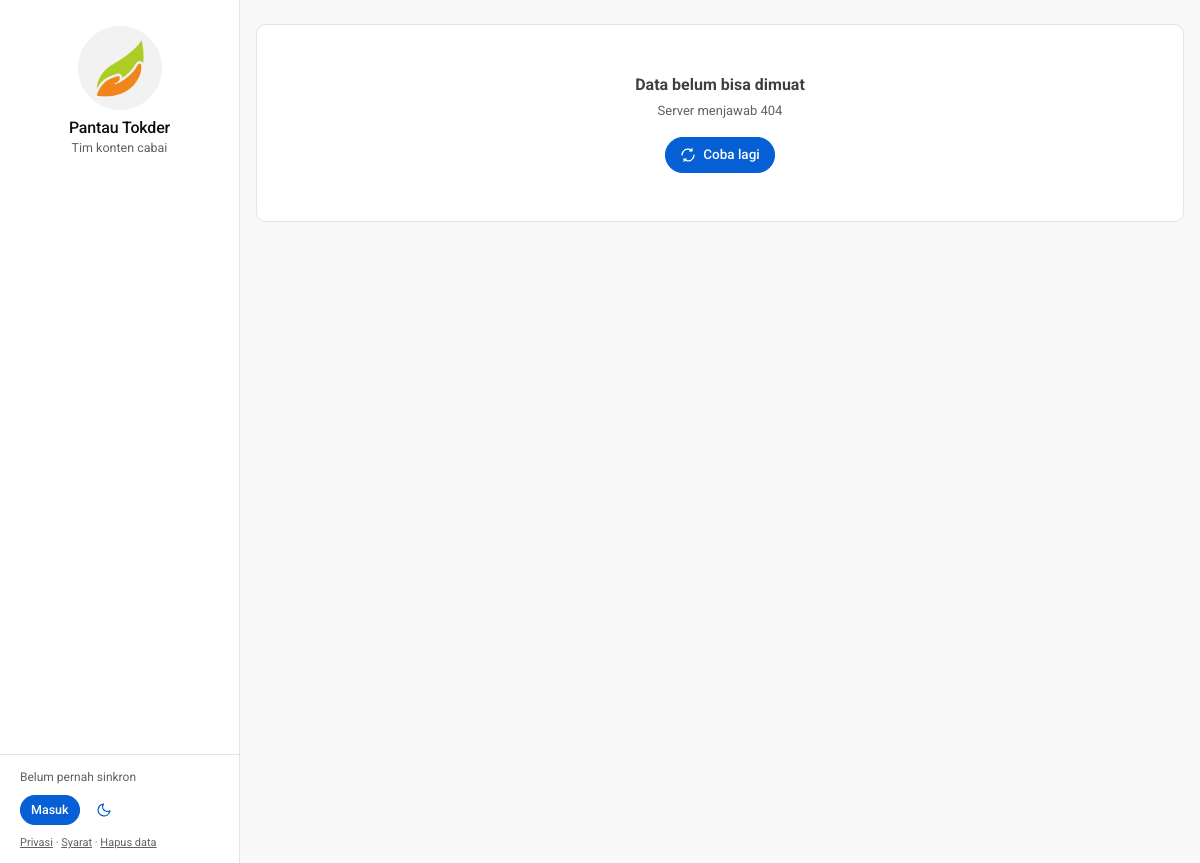 Pantau Tokder
Tim konten cabai
Data belum bisa dimuat
Server menjawab 404
Coba lagi
Belum pernah sinkron
Masuk
Privasi · Syarat · Hapus data